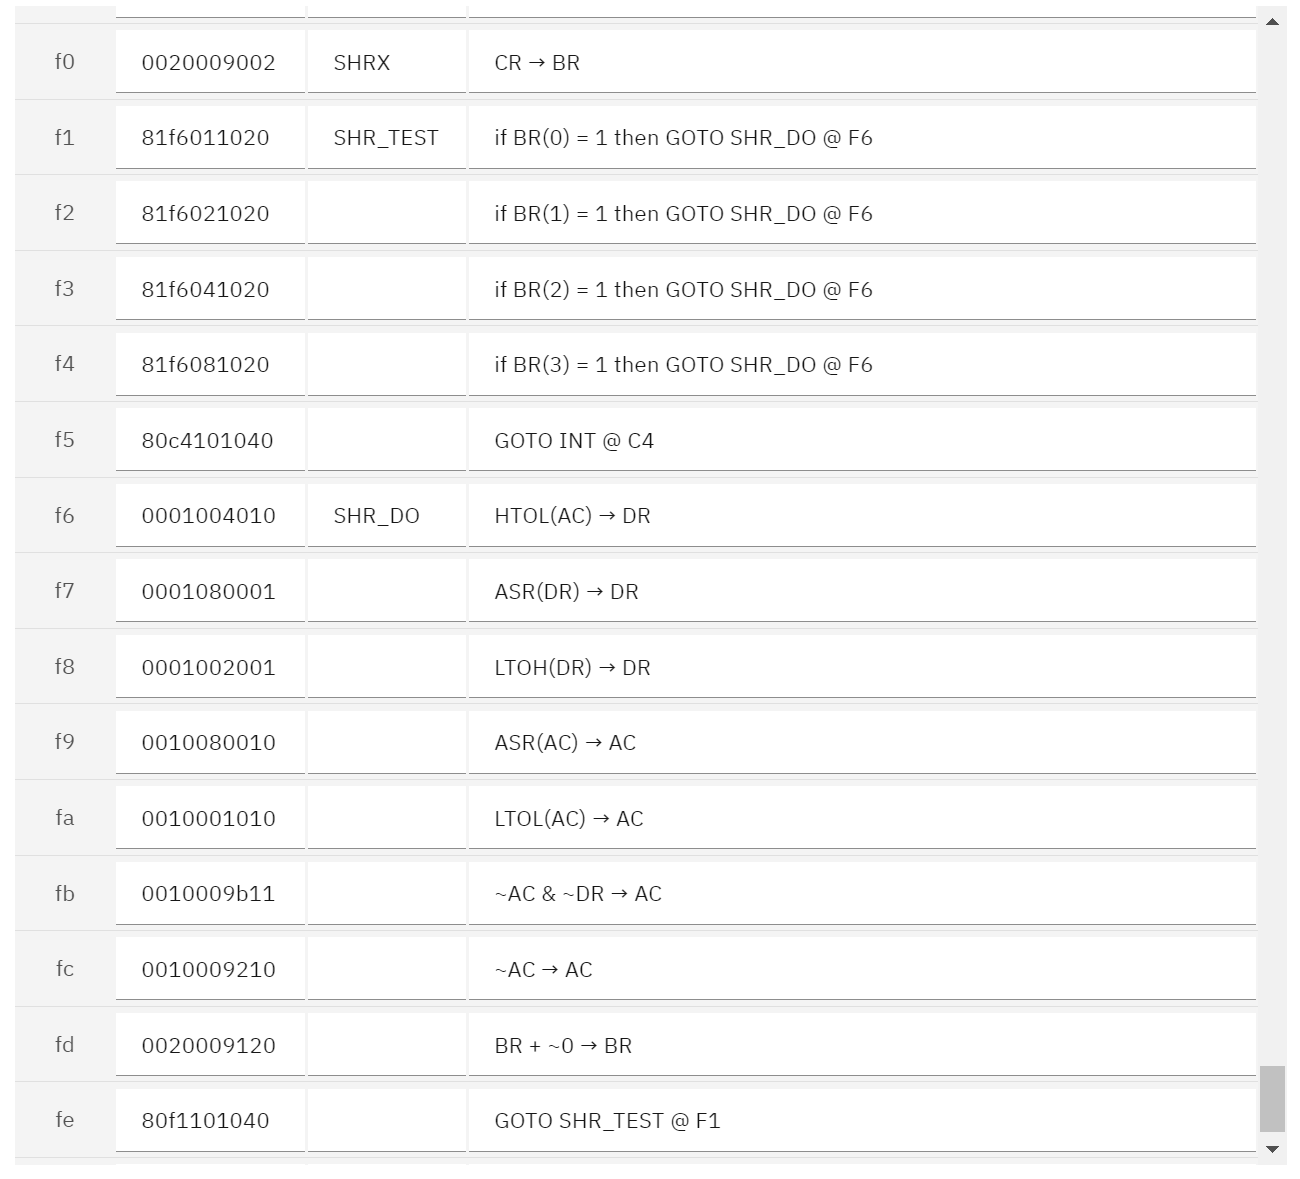 f0 0020009002 SHRX CR → BR
f1 81f6011020 SHR_TEST if BR(0) = 1 then GOTO SHR_DO @ F6
f2 81f6021020 if BR(1) = 1 then GOTO SHR_DO @ F6
f3 81f6041020 if BR(2) = 1 then GOTO SHR_DO @ F6
f4 81f6081020 if BR(3) = 1 then GOTO SHR_DO @ F6
f5 80c4101040 GOTO INT @ C4
f6 0001004010 SHR_DO HTOL(AC) → DR
f7 0001080001 ASR(DR) → DR
f8 0001002001 LTOH(DR) → DR
f9 0010080010 ASR(AC) → AC
fa 0010001010 LTOL(AC) → AC
fb 0010009b11 ~AC & ~DR → AC
fc 0010009210 ~AC → AC
fd 0020009120 BR + ~0 → BR
fe 80f1101040 GOTO SHR_TEST @ F1